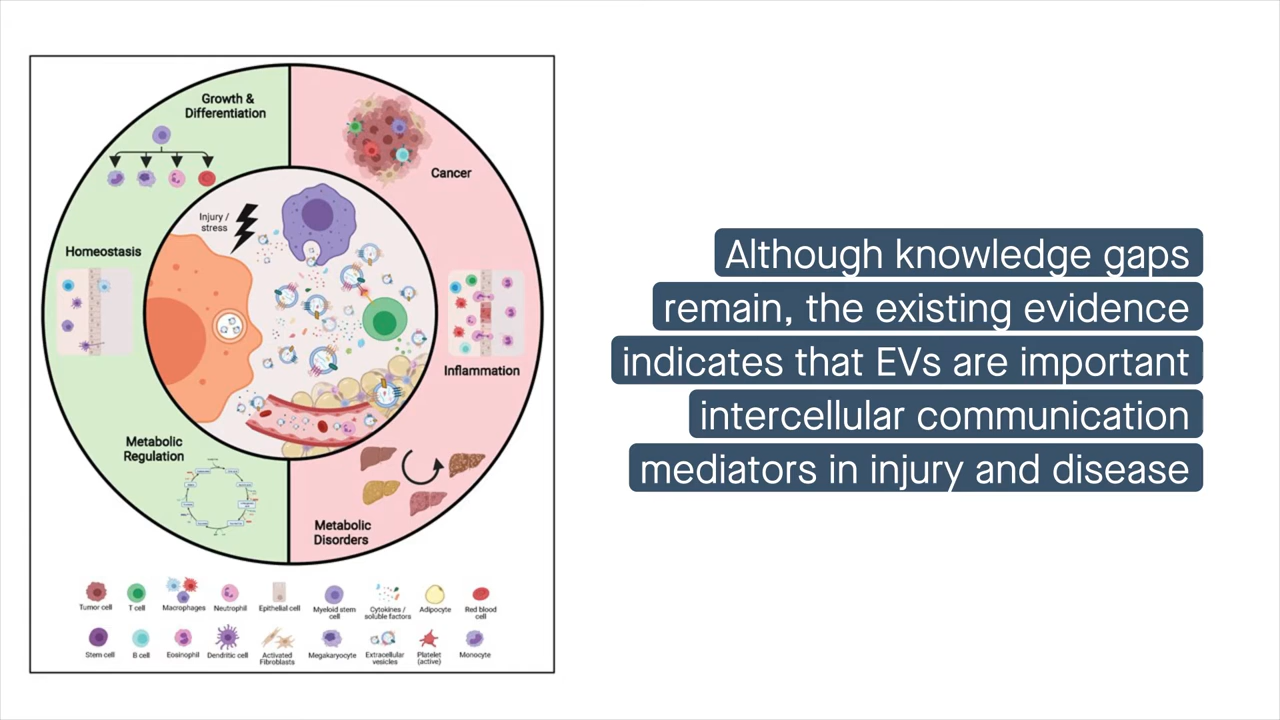 Growth &
Differentiation
Cancer
Injury /
stress
Homeostasis
Inflammation
Metabolic
Regulation
Metabolic
Disorders
Tumor cell
T cell
Macrophages
Neutrophil
Epithelial cell
Myeloid stem
cell
Cytokines /
soluble factors
Adipocyte
Red blood
cell
Stem cell
B cell
Eosinophil
Dendritic cell
Activated
Fibroblasts
Megakaryocyte
Extracellular
vesicles
Platelet
(active)
Monocyte
Although knowledge gaps
remain, the existing evidence
indicates that EVs are important
intercellular communication
mediators in injury and disease